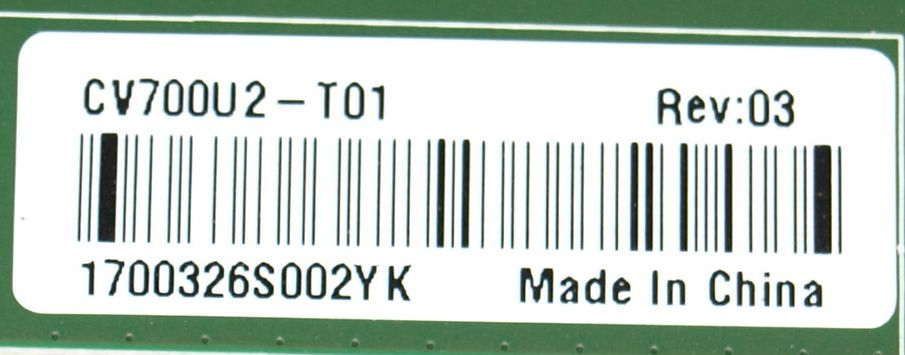 CV700U2-T01 Rev:03
1700326S002YK Made In China